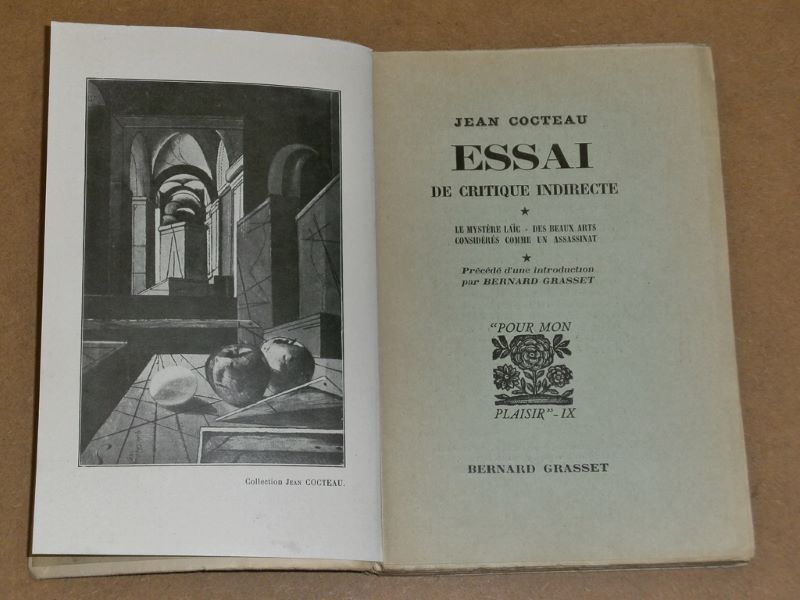 Collection JEAN COCTEAU.
JEAN COCTEAU
ESSAI
DE CRITIQUE INDIRECTE
★
LE MYSTÈRE LAÏC - DES BEAUX ARTS
CONSIDÉRÉS COMME UN ASSASSINAT
★
Précédé d'une introduction
par BERNARD GRASSET
"POUR MON
PLAISIR" - IX
BERNARD GRASSET